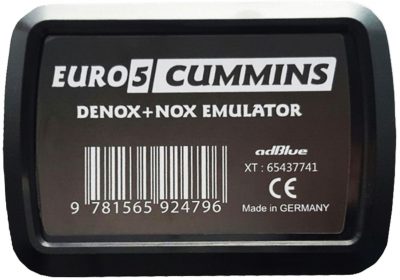 EURO5 CUMMINS
DENOX+NOX EMULATOR
adBlue
XT : 65437741
CE
Made in GERMANY
9 781565 924796